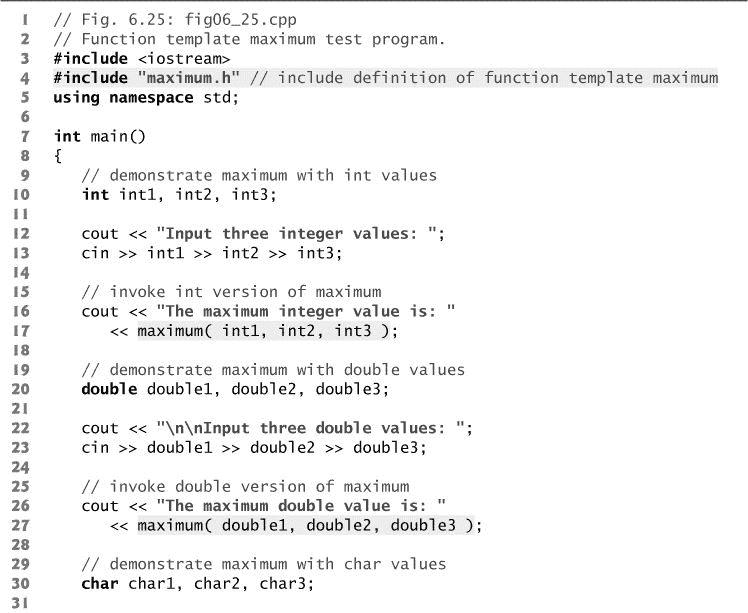 1 // Fig. 6.25: fig06_25.cpp
2 // Function template maximum test program.
3 #include <iostream>
4 #include "maximum.h" // include definition of function template maximum
5 using namespace std;
6
7 int main()
8 {
9 // demonstrate maximum with int values
10 int int1, int2, int3;
11
12 cout << "Input three integer values: ";
13 cin >> int1 >> int2 >> int3;
14
15 // invoke int version of maximum
16 cout << "The maximum integer value is: "
17 << maximum( int1, int2, int3 );
18
19 // demonstrate maximum with double values
20 double double1, double2, double3;
21
22 cout << "\n\nInput three double values: ";
23 cin >> double1 >> double2 >> double3;
24
25 // invoke double version of maximum
26 cout << "The maximum double value is: "
27 << maximum( double1, double2, double3 );
28
29 // demonstrate maximum with char values
30 char char1, char2, char3;
31